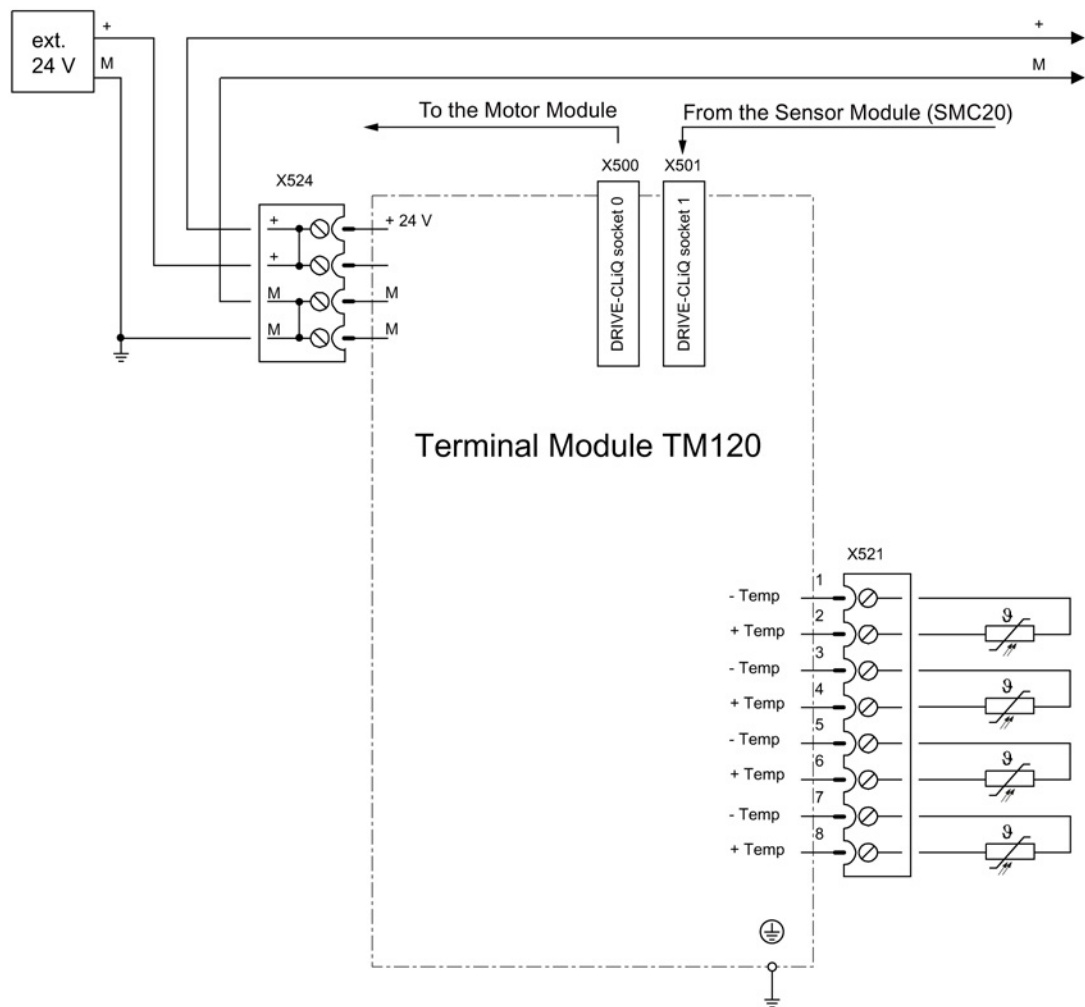 ext.
24 V
+
M
+
M
To the Motor Module
From the Sensor Module (SMC20)
X500
X501
X524
DRIVE-CLiQ socket 0
DRIVE-CLiQ socket 1
+
+ 24 V
+
M
M
M
M
Terminal Module TM120
X521
- Temp
1
ϑ
+ Temp
2
- Temp
3
ϑ
+ Temp
4
- Temp
5
ϑ
+ Temp
6
- Temp
7
ϑ
+ Temp
8